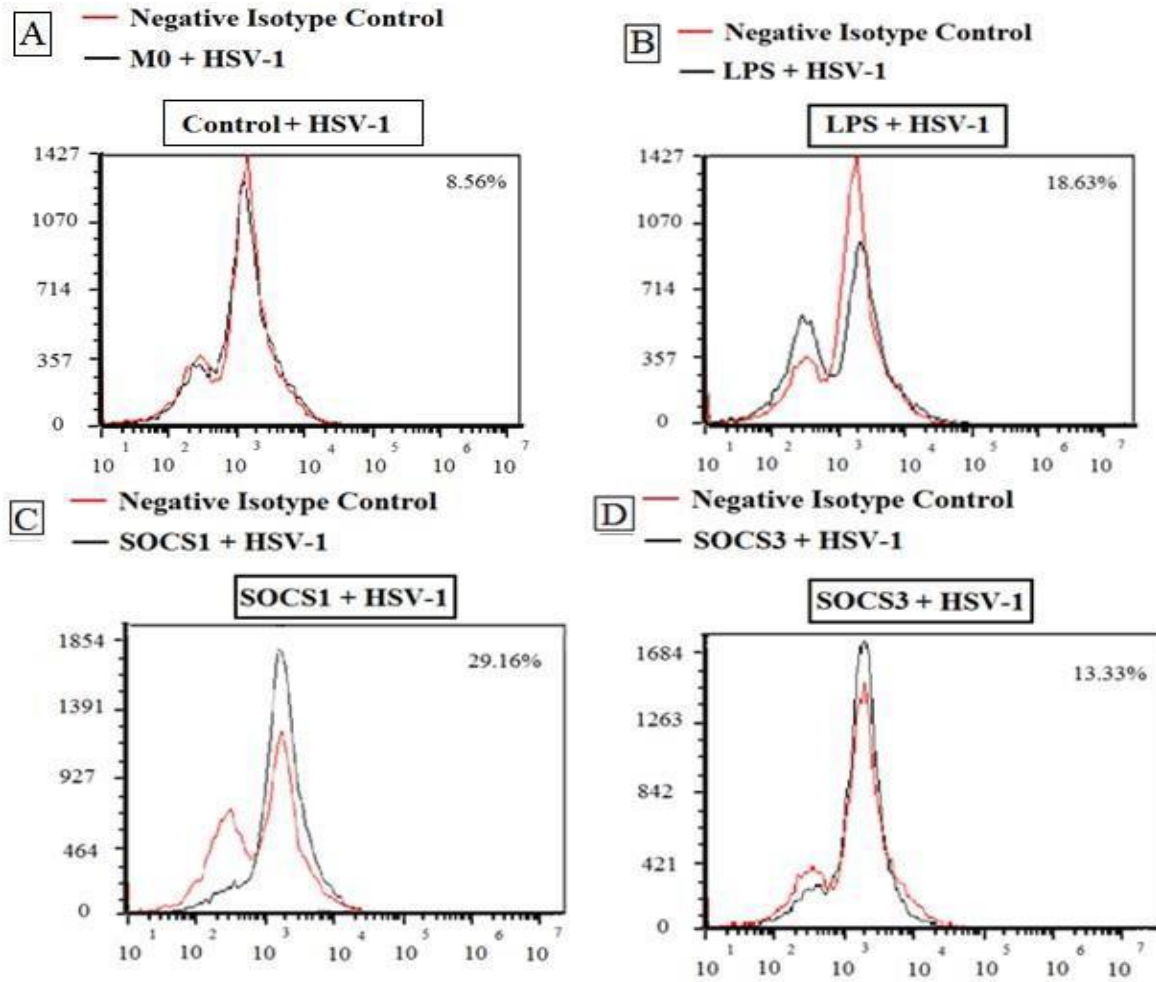 A
Negative Isotype Control
M0 + HSV-1
Control + HSV-1
8.56%
1427
1070
714
357
0
10 1 10 2 10 3 10 4 10 5 10 6 10 7
B
Negative Isotype Control
LPS + HSV-1
LPS + HSV-1
18.63%
1427
1070
714
357
0
10 1 10 2 10 3 10 4 10 5 10 6 10 7
C
Negative Isotype Control
SOCS1 + HSV-1
SOCS1 + HSV-1
29.16%
1854
1391
927
464
0
10 1 10 2 10 3 10 4 10 5 10 6 10 7
D
Negative Isotype Control
SOCS3 + HSV-1
SOCS3 + HSV-1
13.33%
1684
1263
842
421
0
10 1 10 2 10 3 10 4 10 5 10 6 10 7